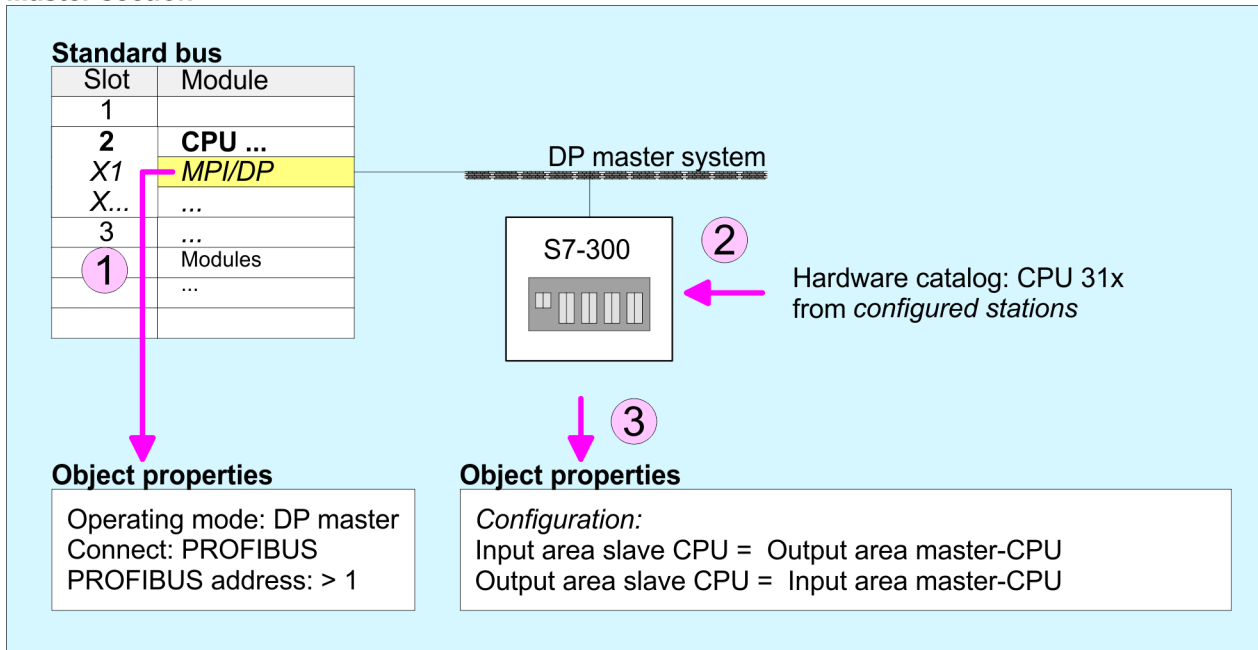 Standard bus
Slot Module
1
2 CPU ...
X1 MPI/DP
X... ...
3 ...
Modules
...
1
DP master system
S7-300
2
Hardware catalog: CPU 31x
from configured stations
3
Object properties
Operating mode: DP master
Connect: PROFIBUS
PROFIBUS address: > 1
Object properties
Configuration:
Input area slave CPU = Output area master-CPU
Output area slave CPU = Input area master-CPU